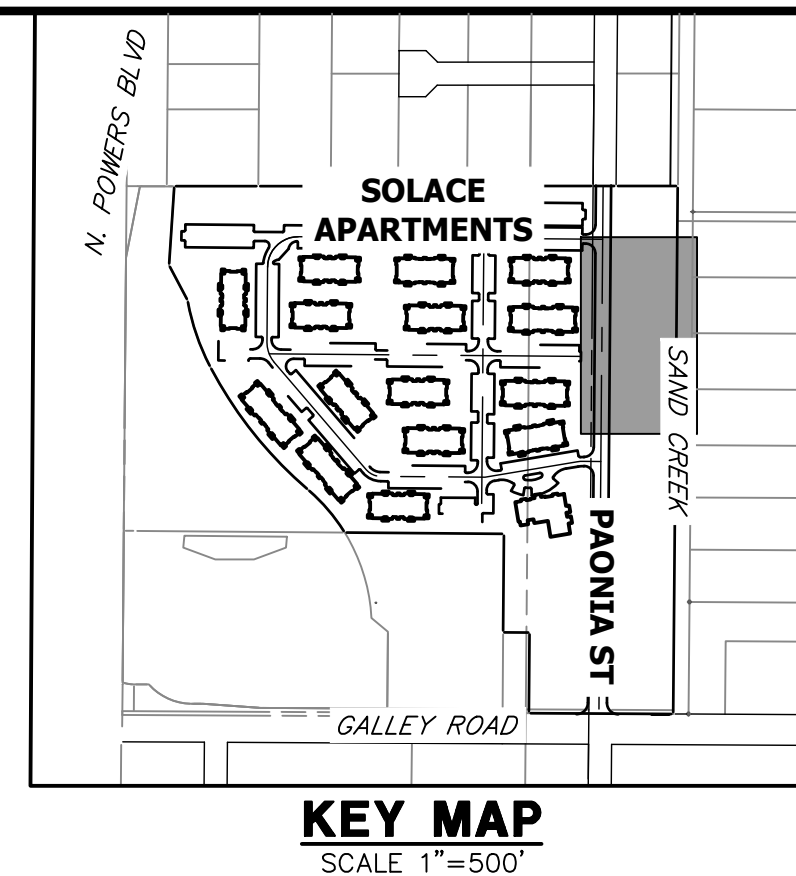 N. POWERS BLVD
SOLACE
APARTMENTS
SAND CREEK
PAONIA ST
GALLEY ROAD
KEY MAP
SCALE 1"=500'